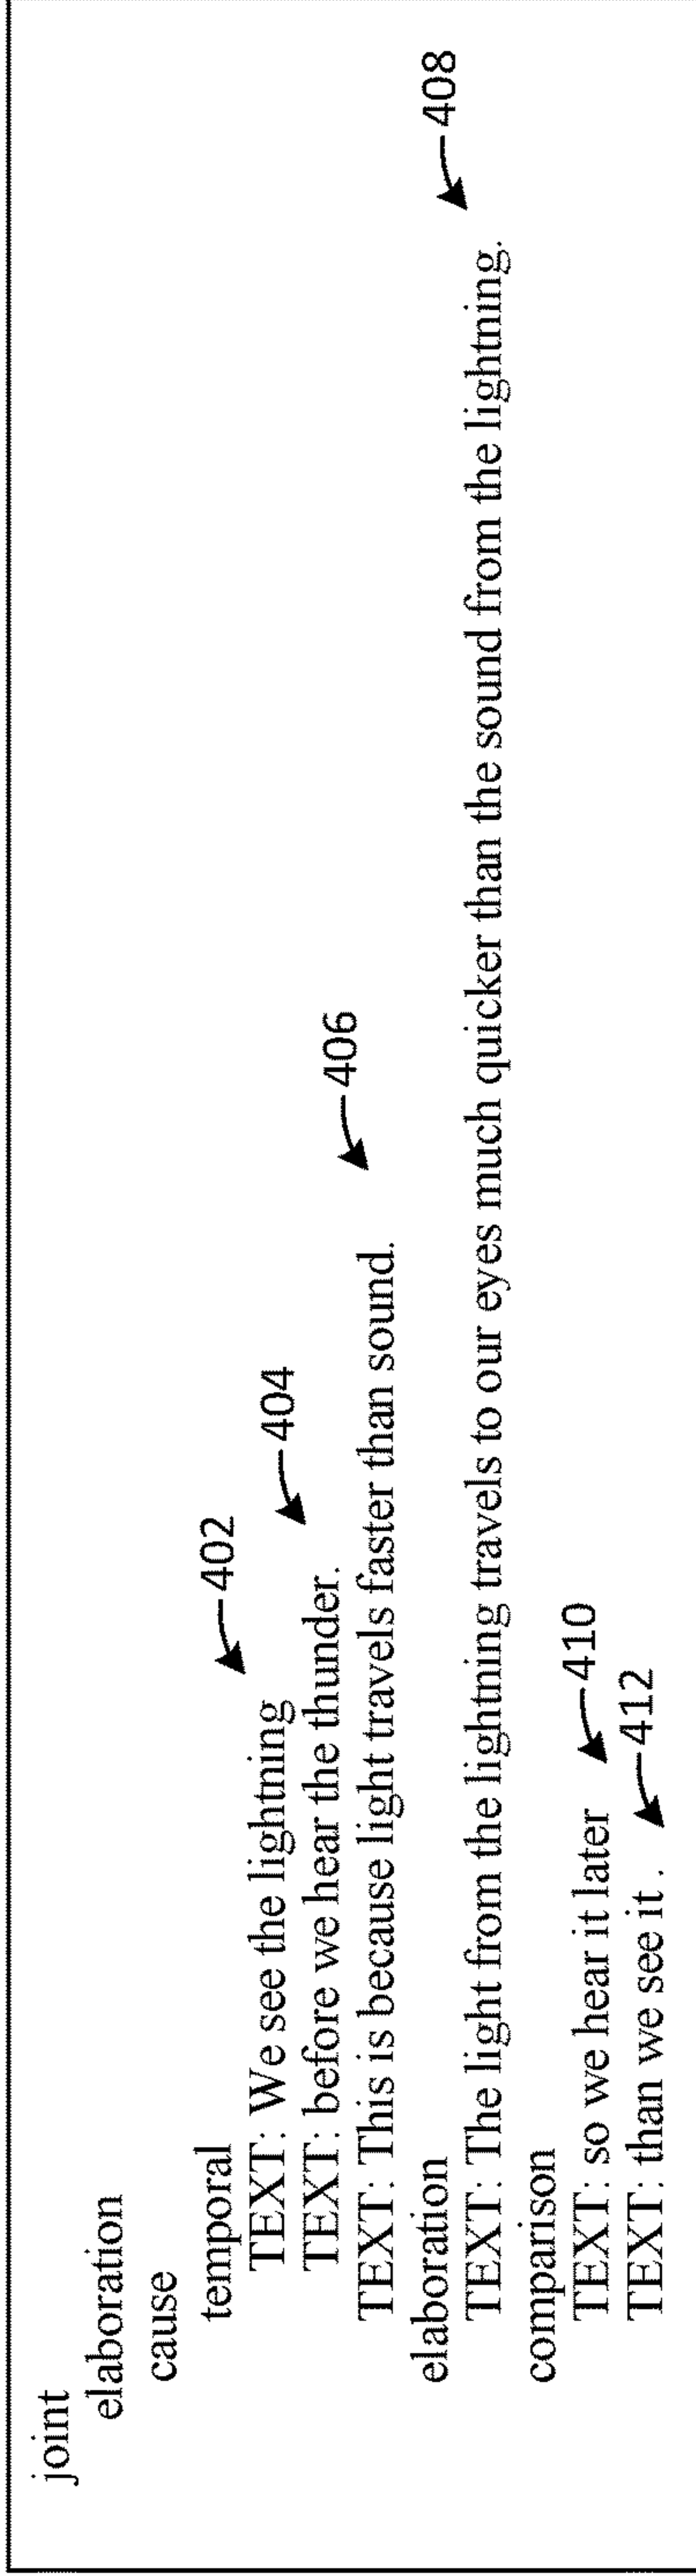 joint
elaboration
cause
temporal
402
TEXT: We see the lightning
404
TEXT: before we hear the thunder.
406
TEXT: This is because light travels faster than sound.
elaboration
408
TEXT: The light from the lightning travels to our eyes much quicker than the sound from the lightning.
comparison
410
TEXT: so we hear it later
412
TEXT: than we see it .